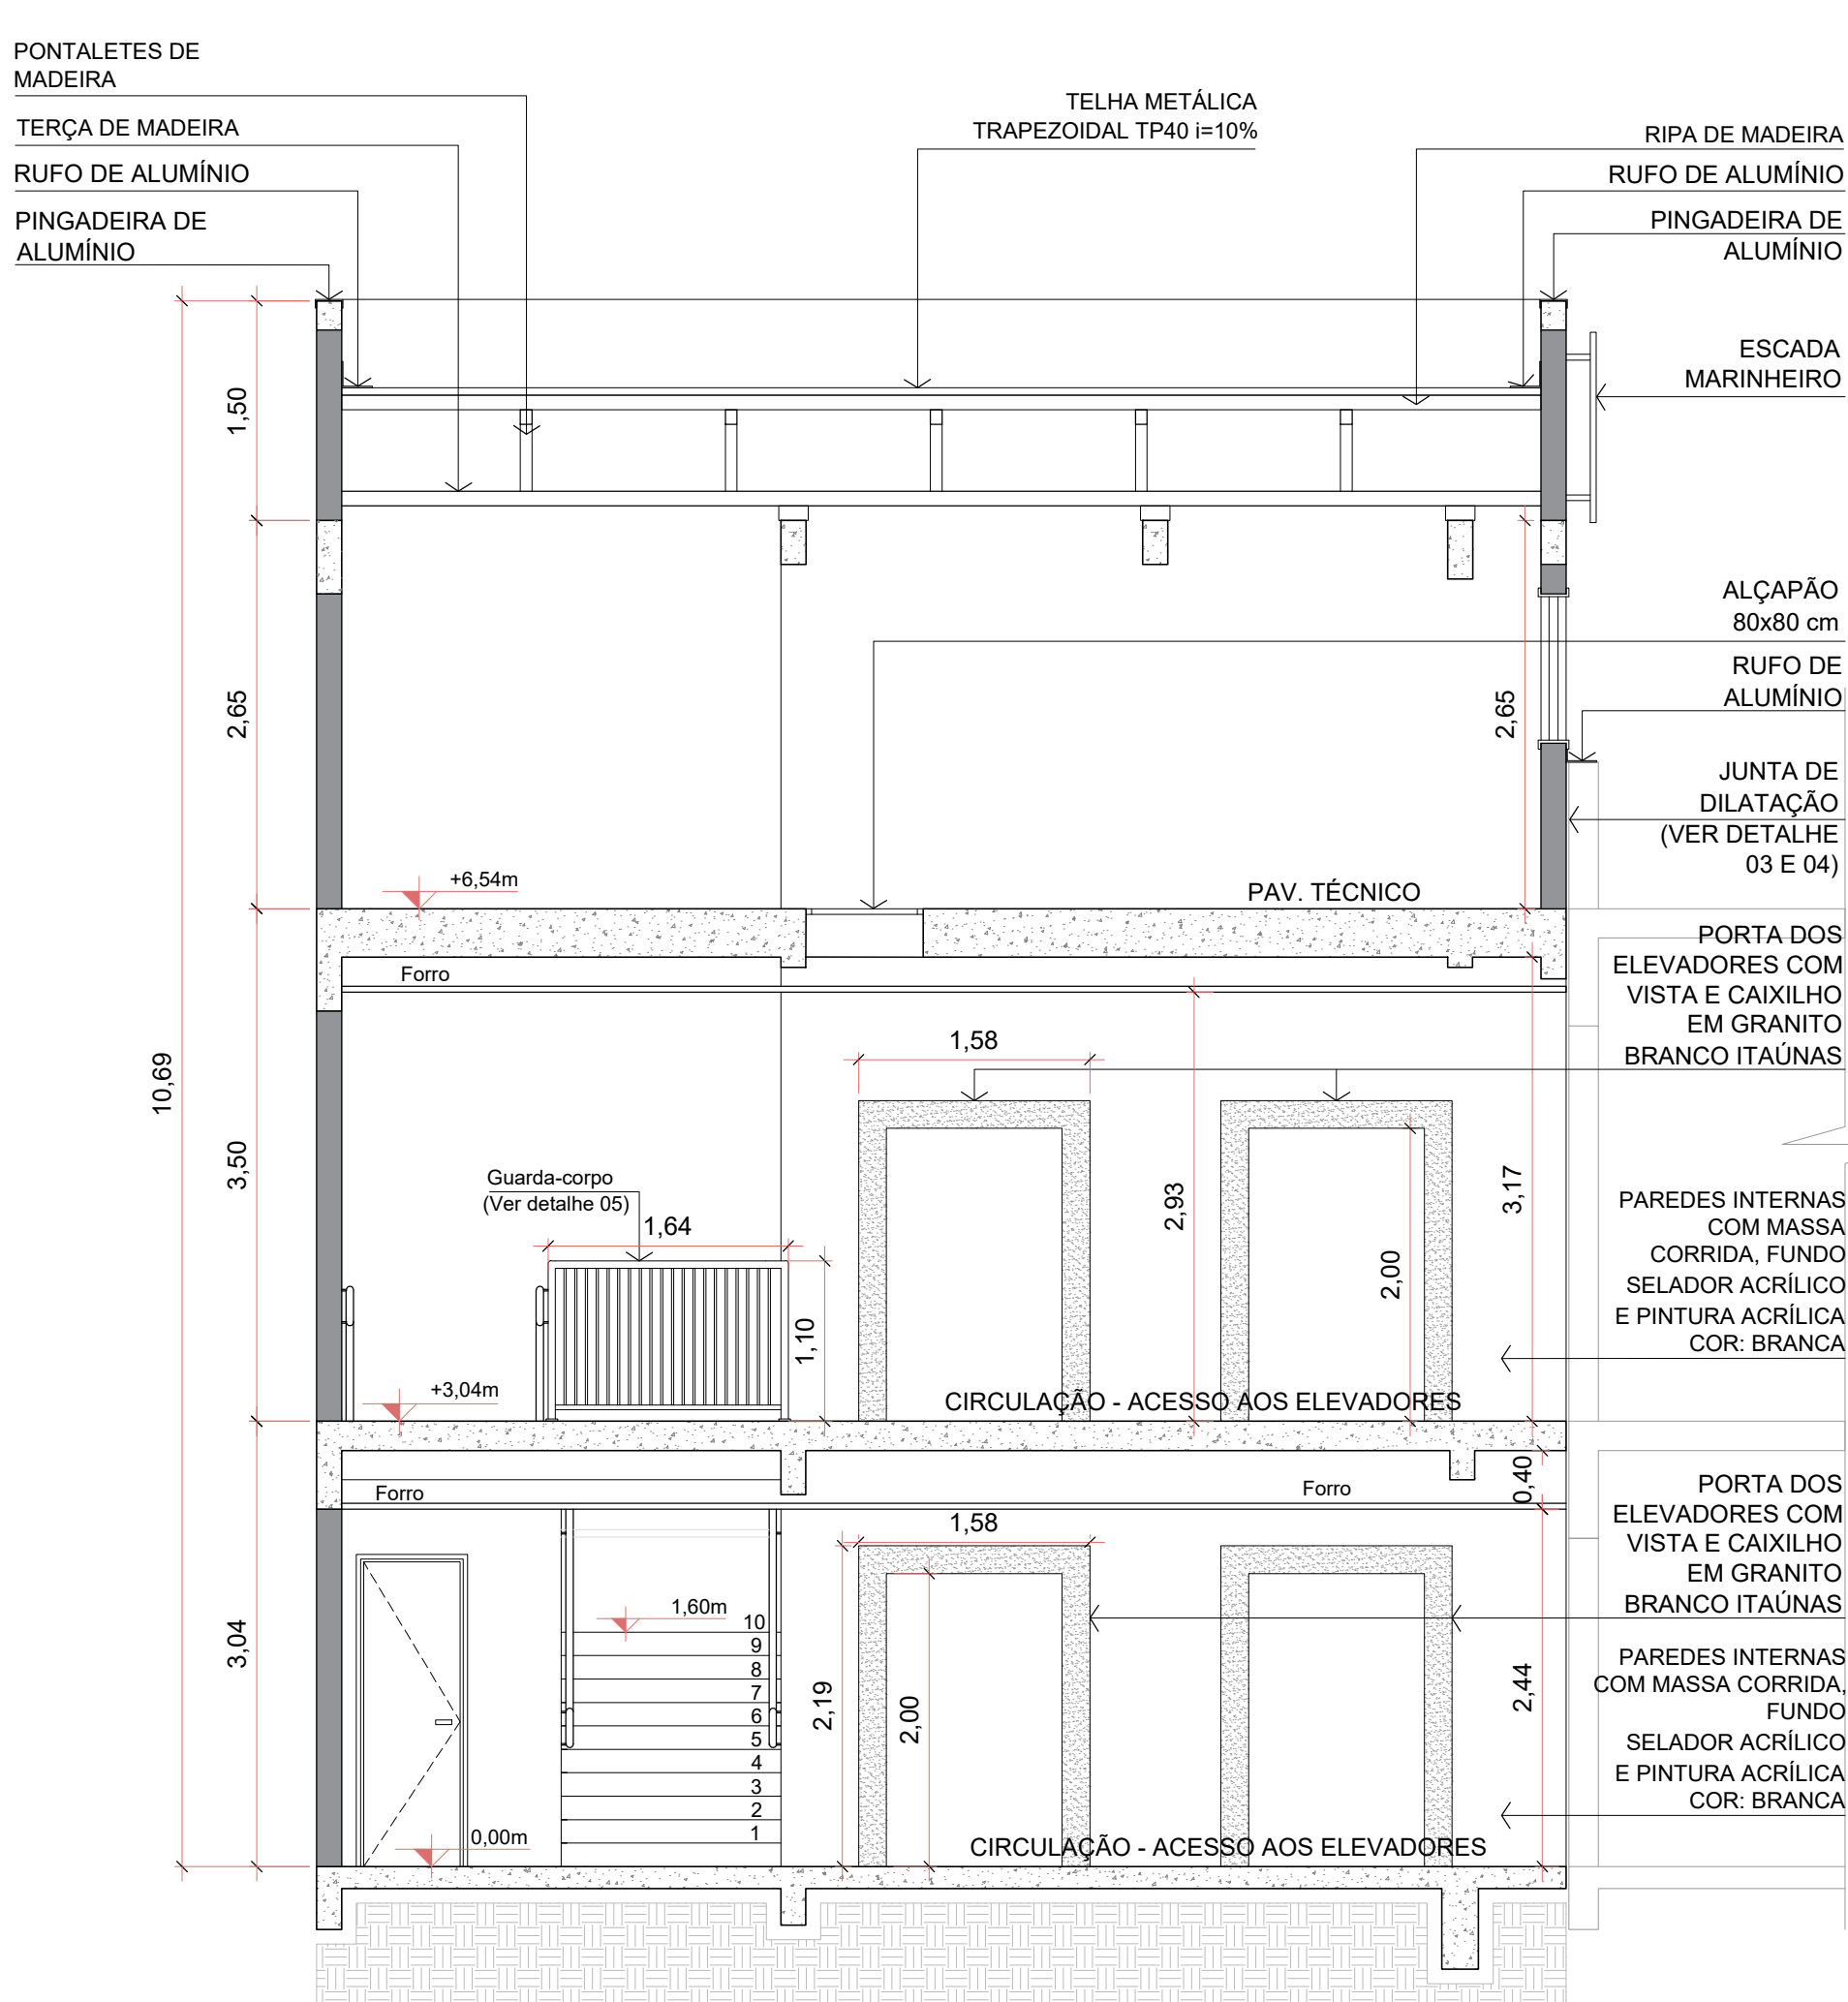 PONTALETES DE
MADEIRA
TERÇA DE MADEIRA
RUFO DE ALUMÍNIO
PINGADEIRA DE
ALUMÍNIO
TELHA METÁLICA
TRAPEZOIDAL TP40 i=10%
RIPA DE MADEIRA
RUFO DE ALUMÍNIO
PINGADEIRA DE
ALUMÍNIO
ESCADA
MARINHEIRO
1,50
ALÇAPÃO
80x80 cm
RUFO DE
ALUMÍNIO
2,65
2,65
JUNTA DE
DILATAÇÃO
(VER DETALHE
03 E 04)
+6,54m
PAV. TÉCNICO
PORTA DOS
ELEVADORES COM
VISTA E CAIXILHO
EM GRANITO
BRANCO ITAÚNAS
Forro
10,69
1,58
3,50
Guarda-corpo
(Ver detalhe 05)
1,64
2,93
3,17
2,00
1,10
PAREDES INTERNAS
COM MASSA
CORRIDA, FUNDO
SELADOR ACRÍLICO
E PINTURA ACRÍLICA
COR: BRANCA
+3,04m
CIRCULAÇÃO - ACESSO AOS ELEVADORES
0,40
Forro
Forro
1,58
PORTA DOS
ELEVADORES COM
VISTA E CAIXILHO
EM GRANITO
BRANCO ITAÚNAS
3,04
1,60m
10
9
8
7
6
5
4
3
2
1
2,19
2,00
2,44
PAREDES INTERNAS
COM MASSA CORRIDA,
FUNDO
SELADOR ACRÍLICO
E PINTURA ACRÍLICA
COR: BRANCA
0,00m
CIRCULAÇÃO - ACESSO AOS ELEVADORES